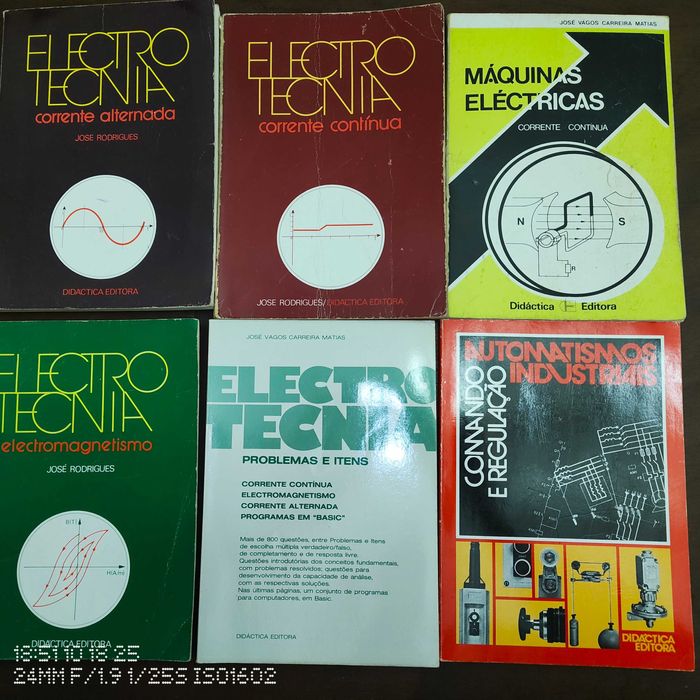 ELECTRO
TECNIA
corrente alternada
JOSE RODRIGUES
DIDACTICA EDITORA
ELECTRO
TECNIA
corrente contínua
JOSE RODRIGUES/DIDACTICA EDITORA
JOSÉ VAGOS CARREIRA MATIAS
MÁQUINAS
ELÉCTRICAS
CORRENTE CONTINUA
N
S
R
Didáctica Editora
ELECTRO
TECNIA
electromagnetismo
JOSÉ RODRIGUES
B(T)
H(A/m)
DIDÁCTICA EDITORA
JOSÉ VAGOS CARREIRA MATIAS
ELECTRO
TECNIA
PROBLEMAS E ITENS
CORRENTE CONTÍNUA
ELECTROMAGNETISMO
CORRENTE ALTERNADA
PROGRAMAS EM "BASIC"
Mais de 800 questões, entre Problemas e Itens
de escolha múltipla verdadeiro/falso,
de completamento e de resposta livre.
Questões introdutórias dos conceitos fundamentais,
com problemas resolvidos; questões para
desenvolvimento da capacidade de análise,
com as respectivas soluções.
Nas últimas páginas, um conjunto de programas
para computadores, em Basic.
DIDÁCTICA EDITORA
AUTOMATISMOS
INDUSTRIAIS
COMANDO
E REGULAÇÃO
DIDÁCTICA
EDITORA
24MM F/1.9 1/25S ISO1602